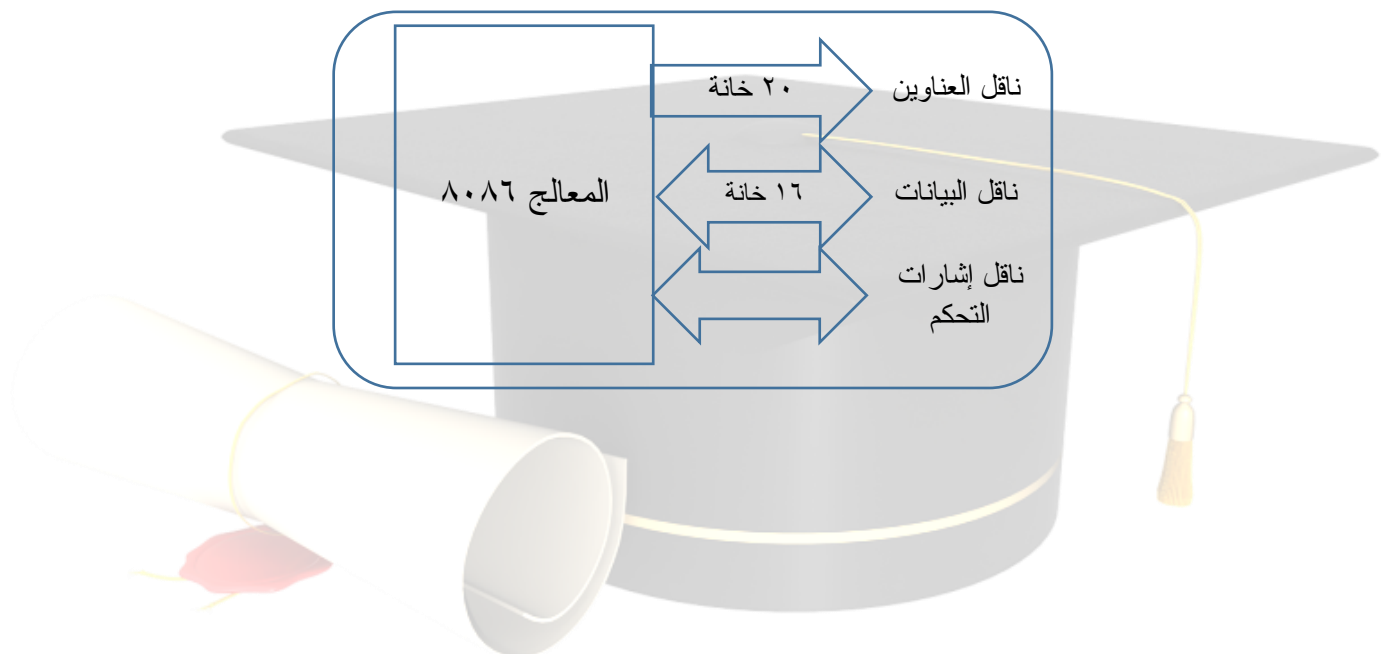 ناقل العناوين
٢٠ خانة
المعالج ٨٠٨٦
ناقل البيانات
١٦ خانة
ناقل إشارات
التحكم